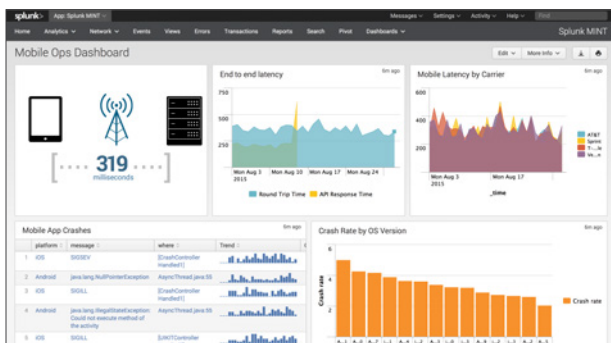 splunk> App: Splunk MINT Messages Settings Activity Help Find
Home Analytics Network Events Views Errors Transactions Reports Search Pivot Dashboards Splunk MINT
Mobile Ops Dashboard Edit More Info
319
milliseconds
End to end latency 6m ago
750
500
250
Mon Aug 3 Mon Aug 10 Mon Aug 17 Mon Aug 24
2015
Round Trip Time API Response Time
Mobile Latency by Carrier 6m ago
600
400
200
Mon Aug 3 Mon Aug 17
2015
_time
AT&T
Sprint
T-...le
Ve...n
Mobile App Crashes 6m ago
platform message where Trend
1 iOS SIGSEV [CrashController
Handled1]
2 Android java.lang.NullPointerException AsyncThread.java:55
3 iOS SIGILL [CrashController
Handled1]
4 Android java.lang.IllegalStateException: AsyncThread.java:55
Could not execute method of
the activity
5 iOS SIGILL [UIKITController
Crash Rate by OS Version 6m ago
Crash rate
6
4
2
Crash rate